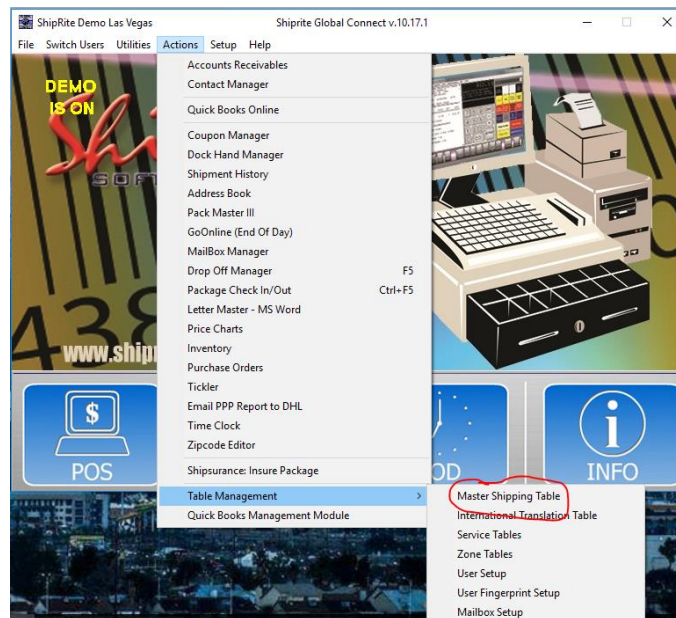 ShipRite Demo Las Vegas
Shiprite Global Connect v.10.17.1
File Switch Users Utilities Actions Setup Help
DEMO
IS ON
www.ship
Accounts Receivables
Contact Manager
Quick Books Online
Coupon Manager
Dock Hand Manager
Shipment History
Address Book
Pack Master III
GoOnline (End Of Day)
MailBox Manager
Drop Off Manager F5
Package Check In/Out Ctrl+F5
Letter Master - MS Word
Price Charts
Inventory
Purchase Orders
Tickler
Email PPP Report to DHL
Time Clock
Zipcode Editor
Shipsurance: Insure Package
Table Management
Quick Books Management Module
Master Shipping Table
International Translation Table
Service Tables
Zone Tables
User Setup
User Fingerprint Setup
Mailbox Setup
$
POS
OD
i
INFO